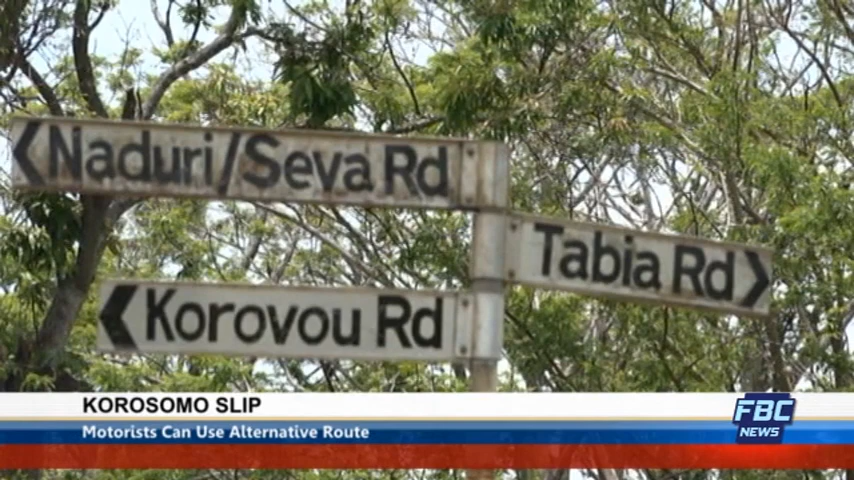 Naduri/Seva Rd
Tabia Rd
Korovou Rd
KOROSOMO SLIP
Motorists Can Use Alternative Route
FBC
NEWS